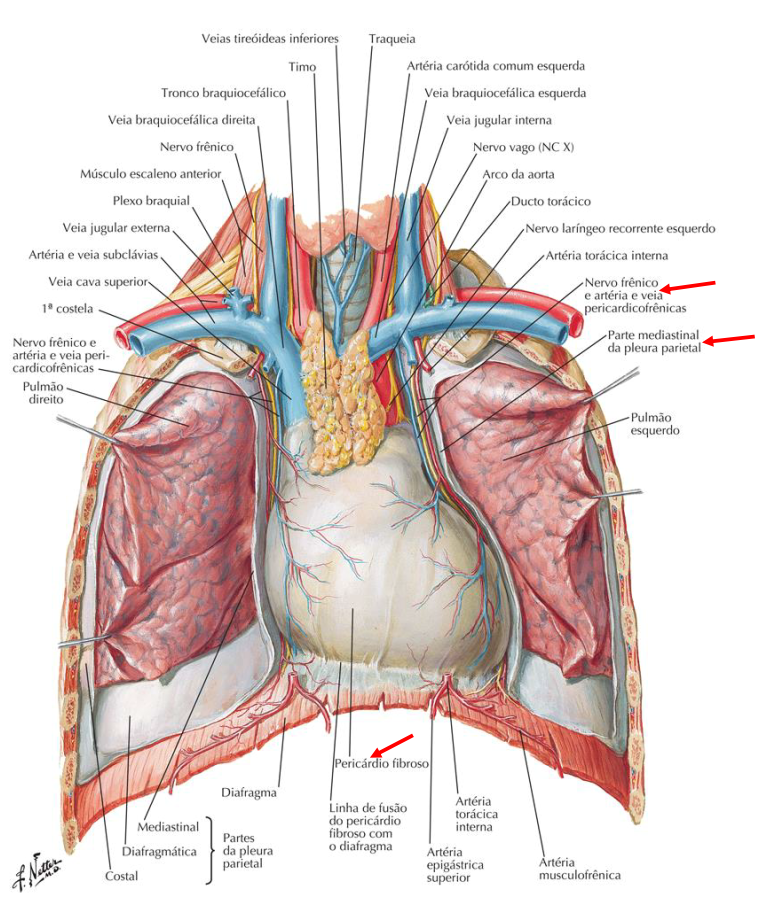 Veias tireóideas inferiores
Traqueia
Timo
Artéria carótida comum esquerda
Tronco braquiocefálico
Veia braquiocefálica esquerda
Veia braquiocefálica direita
Veia jugular interna
Nervo frênico
Nervo vago (NC X)
Músculo escaleno anterior
Arco da aorta
Plexo braquial
Ducto torácico
Veia jugular externa
Nervo laríngeo recorrente esquerdo
Artéria e veia subclávias
Artéria torácica interna
Veia cava superior
Nervo frênico
e artéria e veia
pericardicofrênicas
1ª costela
Nervo frênico e
artéria e veia peri-
cardicofrênicas
Parte mediastinal
da pleura parietal
Pulmão
direito
Pulmão
esquerdo
Pericárdio fibroso
Diafragma
Linha de fusão
do pericárdio
fibroso com
o diafragma
Artéria
torácica
interna
Mediastinal
Diafragmática
Costal
Partes
da pleura
parietal
Artéria
epigástrica
superior
Artéria
musculofrênica
F. Netter
M.D.